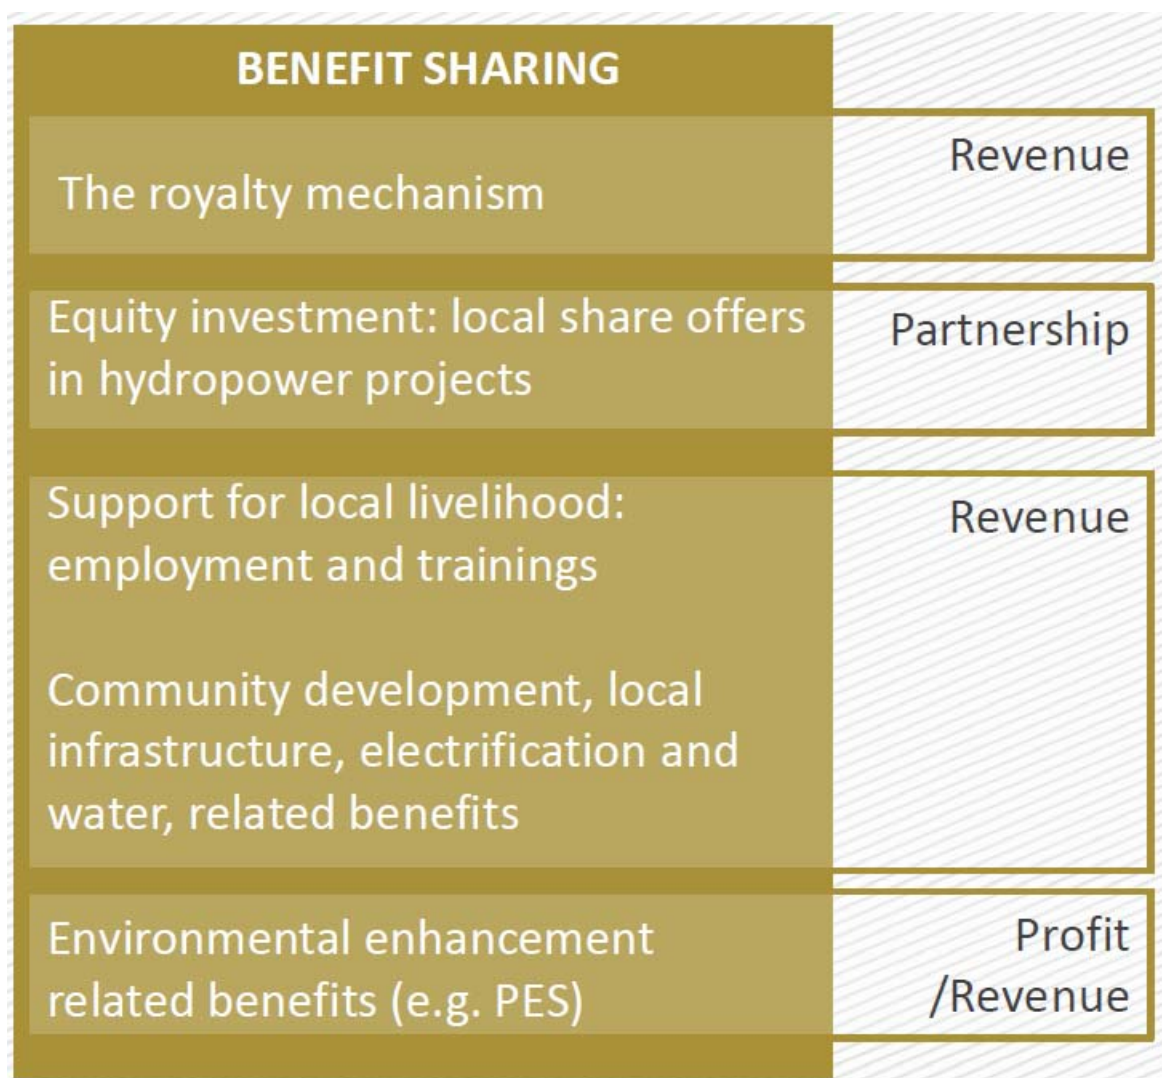 BENEFIT SHARING
The royalty mechanism
Revenue
Equity investment: local share offers
in hydropower projects
Partnership
Support for local livelihood:
employment and trainings
Community development, local
infrastructure, electrification and
water, related benefits
Revenue
Environmental enhancement
related benefits (e.g. PES)
Profit
/Revenue